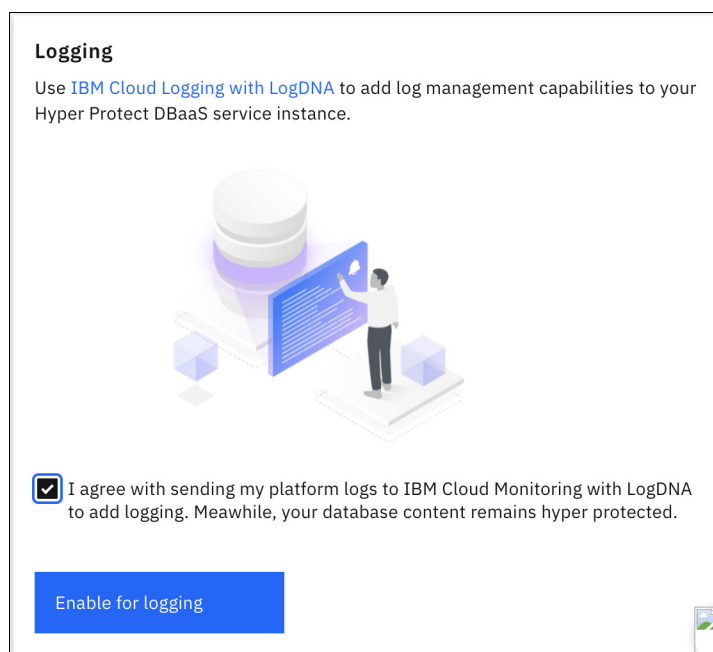 Logging
Use IBM Cloud Logging with LogDNA to add log management capabilities to your
Hyper Protect DBaaS service instance.
I agree with sending my platform logs to IBM Cloud Monitoring with LogDNA
to add logging. Meawhile, your database content remains hyper protected.
Enable for logging